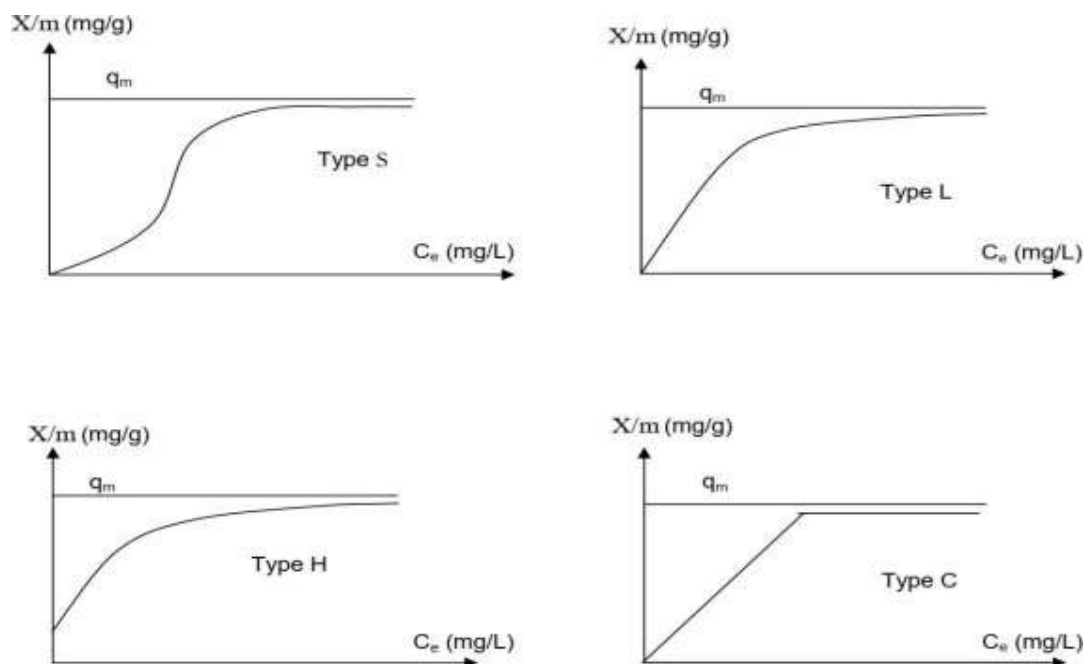 X/m (mg/g)
qₘ
Type S
Cₑ (mg/L)
X/m (mg/g)
qₘ
Type L
Cₑ (mg/L)
X/m (mg/g)
qₘ
Type H
Cₑ (mg/L)
X/m (mg/g)
qₘ
Type C
Cₑ (mg/L)